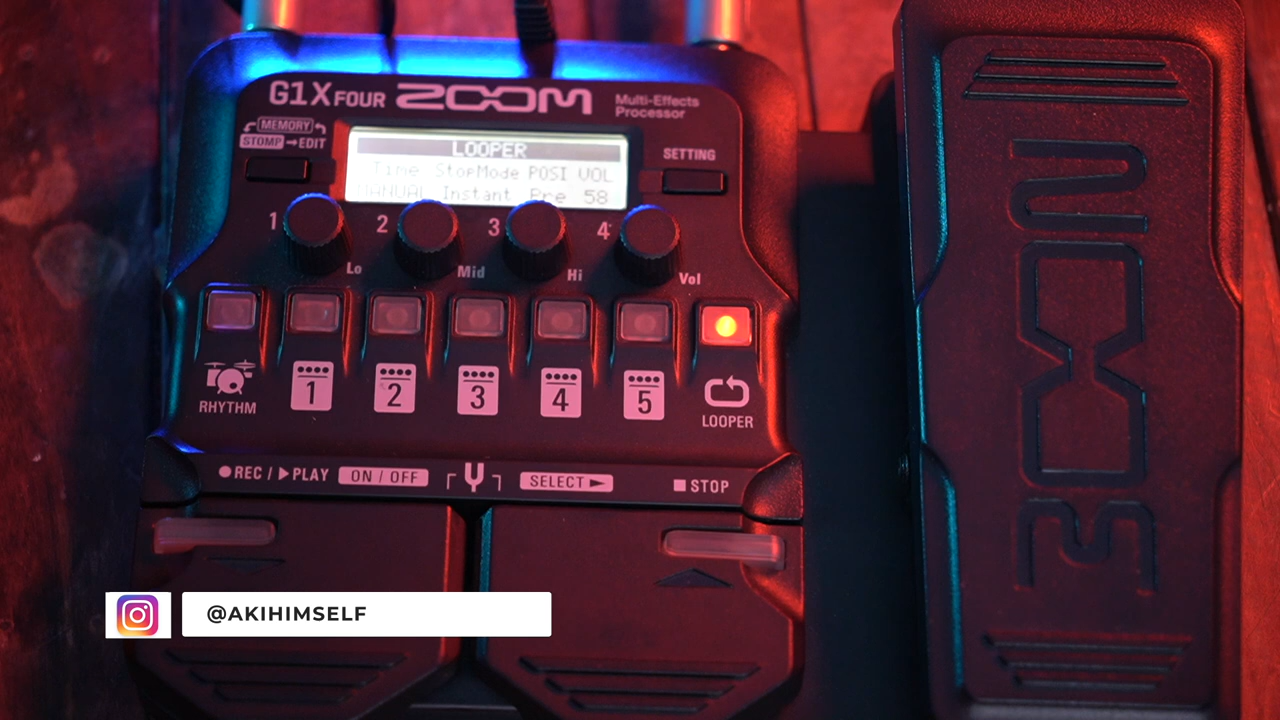 G1X FOUR ZOOM Multi-Effects
Processor
MEMORY
STOMP → EDIT
SETTING
LOOPER
Time StopMode POSI VOL
MANUAL Instant Pre 58
1 2 3 4
Lo Mid Hi Vol
RHYTHM 1 2 3 4 5 LOOPER
REC / ▶PLAY ON / OFF SELECT STOP
ZOOM
@AKIHIMSELF